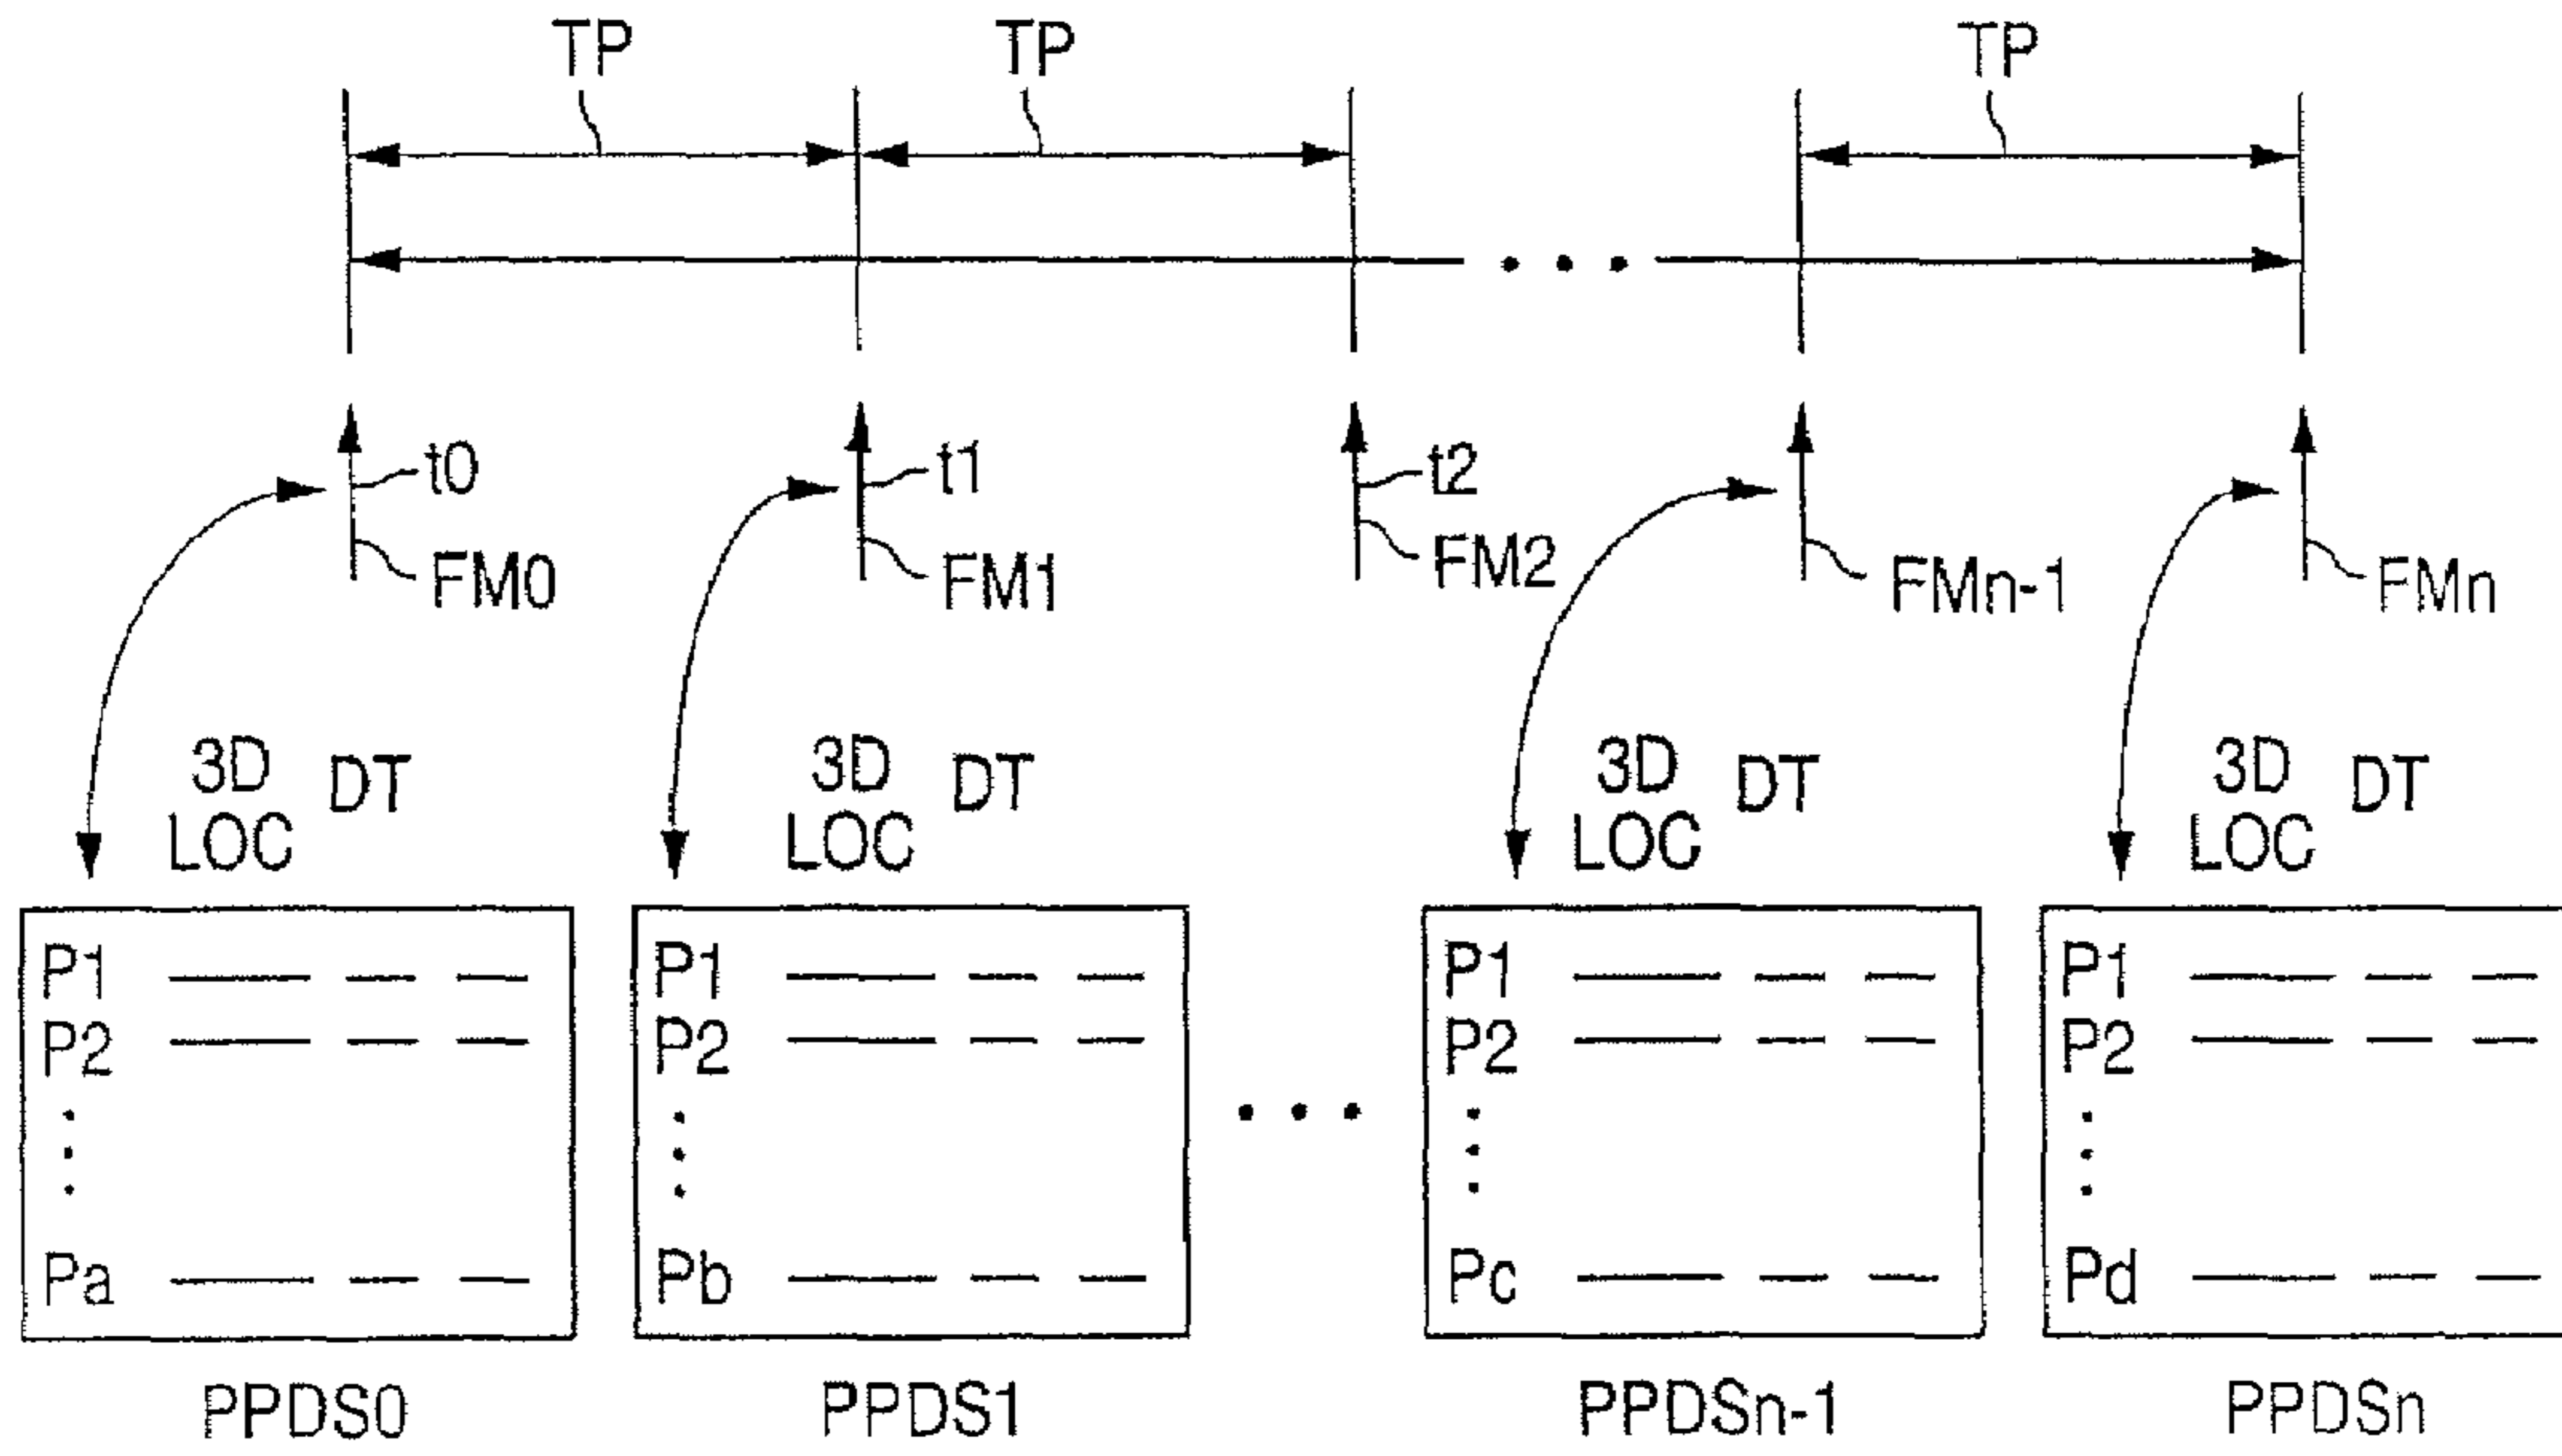 TP TP TP
t0 t1 t2
FM0 FM1 FM2 FMn-1 FMn
3D LOC DT 3D LOC DT 3D LOC DT 3D LOC DT
P1 P1 P1 P1
P2 P2 P2 P2
Pa Pb Pc Pd
PPDS0 PPDS1 PPDSn-1 PPDSn